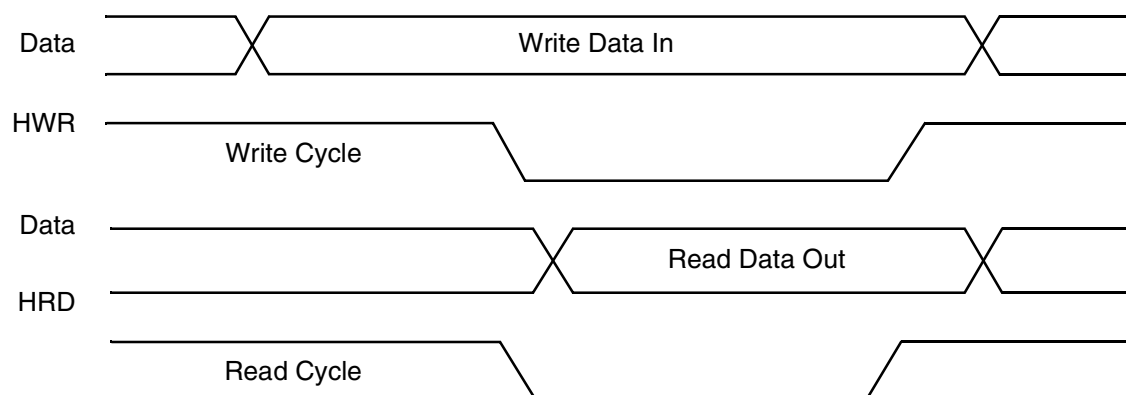 Data
Write Data In
HWR
Write Cycle
Data
Read Data Out
HRD
Read Cycle